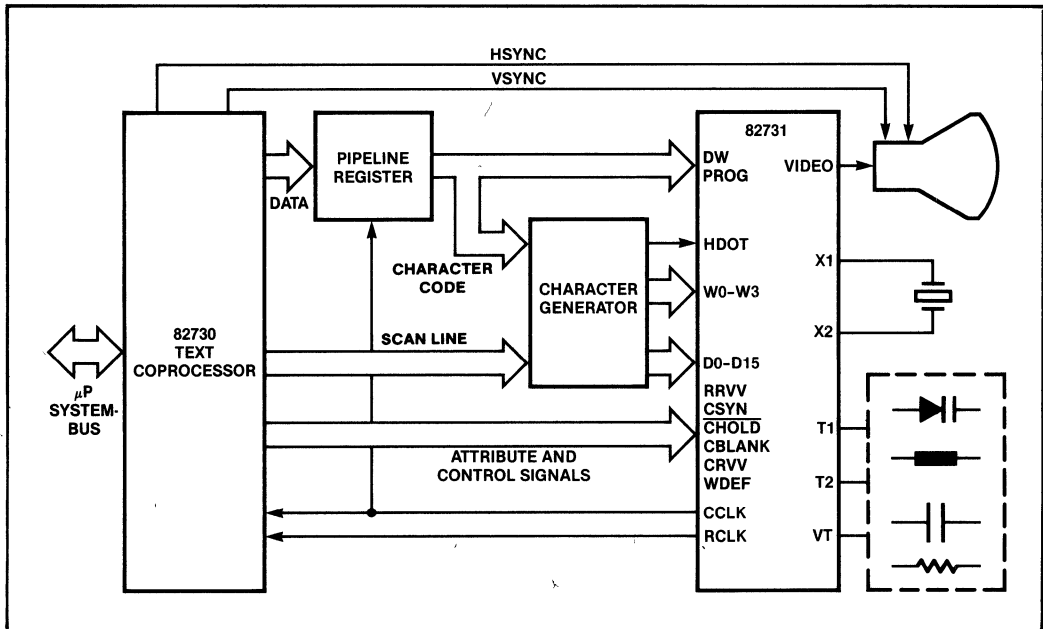 HSYNC
VSYNC
82730
TEXT
COPROCESSOR
µP
SYSTEM-
BUS
DATA
PIPELINE
REGISTER
CHARACTER
CODE
CHARACTER
GENERATOR
SCAN LINE
ATTRIBUTE AND
CONTROL SIGNALS
82731
DW
PROG
HDOT
W0–W3
D0–D15
RRVV
CSYN
CHOLD
CBLANK
CRVV
WDEF
CCLK
RCLK
VIDEO
X1
X2
T1
T2
VT